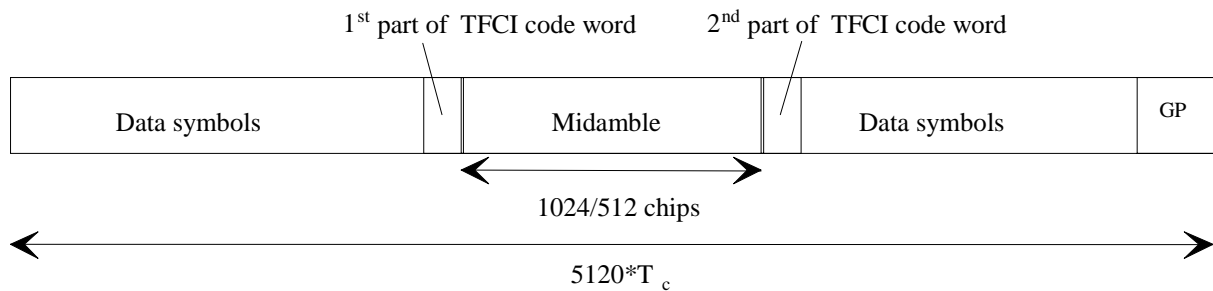 1st part of TFCI code word
2nd part of TFCI code word
Data symbols
Midamble
Data symbols
GP
1024/512 chips
5120*T c